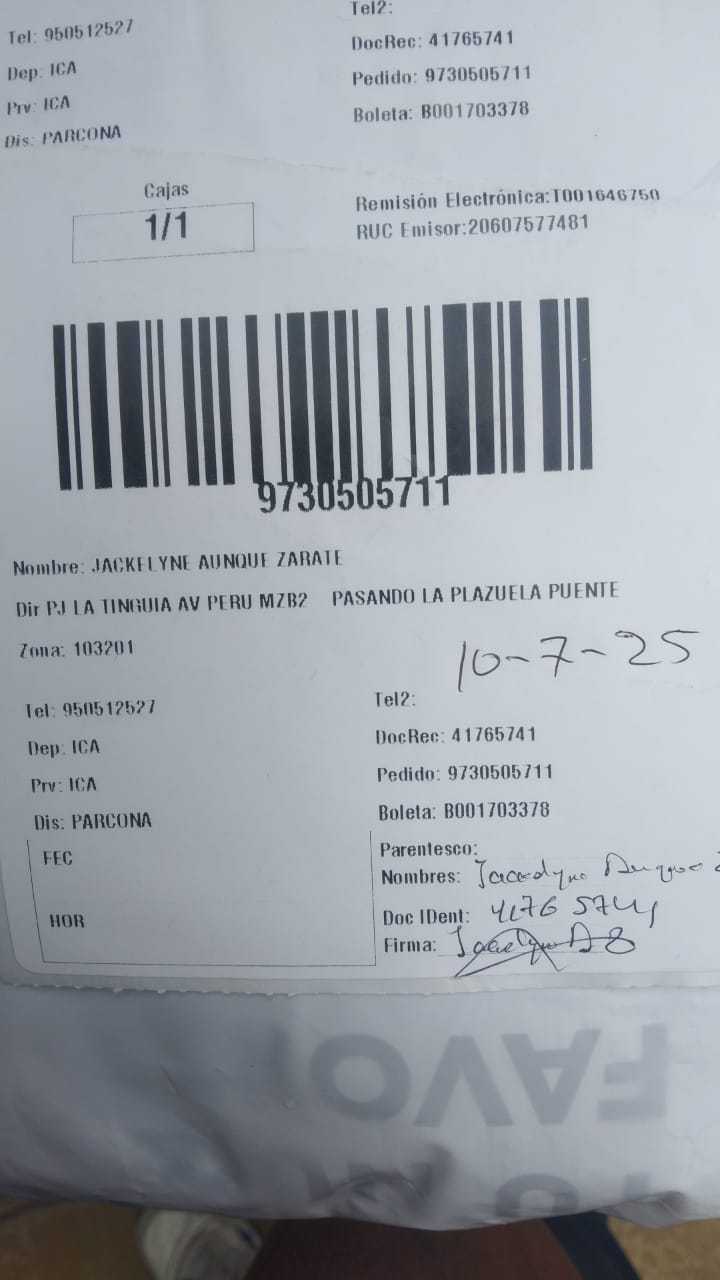 Tel2:
Tel: 950512527
DocRec: 41765741
Dep: ICA
Pedido: 9730505711
Prv: ICA
Boleta: B001703378
Dis: PARCONA
Cajas
1/1
Remisión Electrónica:T001646750
RUC Emisor:20607577481
9730505711
Nombre: JACKELYNE AUNQUE ZARATE
Dir PJ LA TINGUIA AV PERU MZB2 PASANDO LA PLAZUELA PUENTE
Zona: 103201
10-7-25
Tel: 950512527
Tel2:
Dep: ICA
DocRec: 41765741
Prv: ICA
Pedido: 9730505711
Dis: PARCONA
Boleta: B001703378
FEC
Parentesco:
Nombres:
HOR
Doc IDent: 41765741
Firma:
FAVO